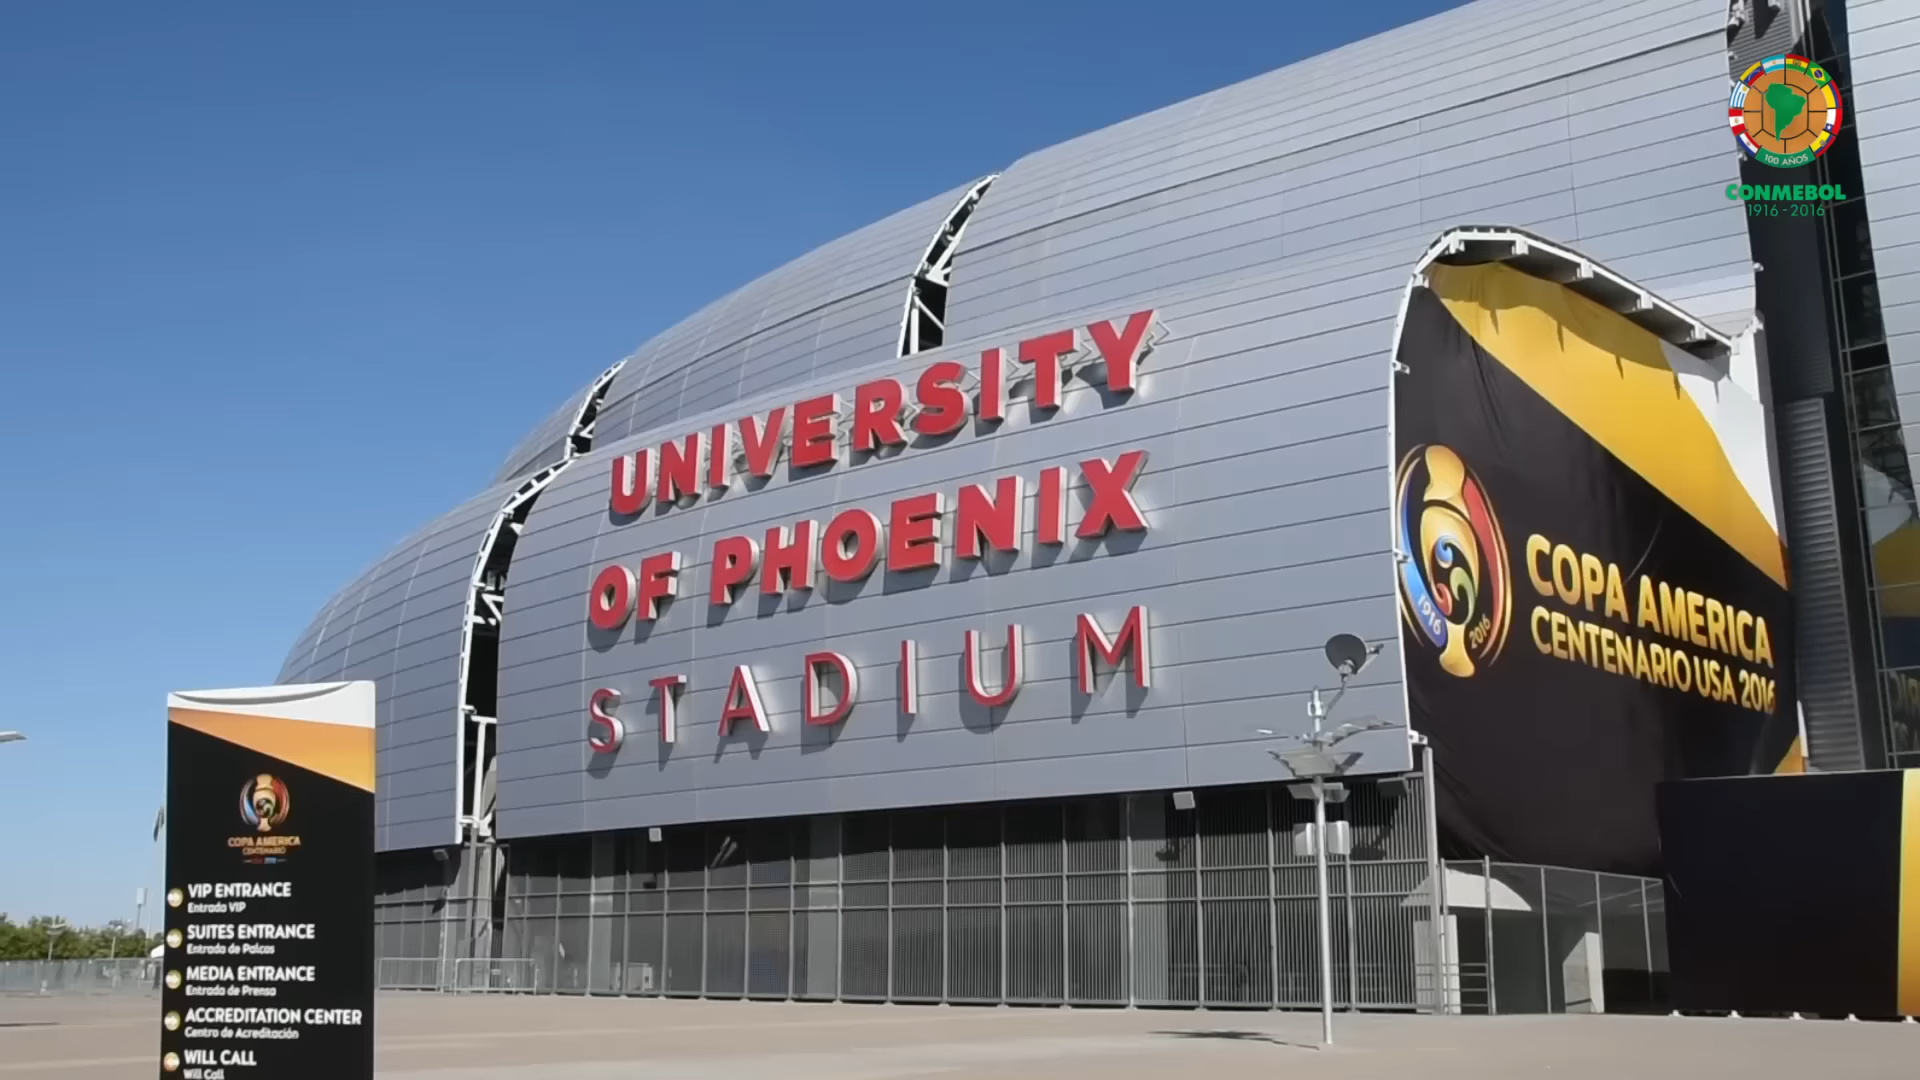 100 AÑOS
CONMEBOL
1916 - 2016
UNIVERSITY
OF PHOENIX
STADIUM
1916
2016
COPA AMERICA
CENTENARIO USA 2016
COPA AMERICA
CENTENARIO
VIP ENTRANCE
Entrada VIP
SUITES ENTRANCE
Entrada de Palcos
MEDIA ENTRANCE
Entrada de Prensa
ACCREDITATION CENTER
Centro de Acreditación
WILL CALL
Will Call